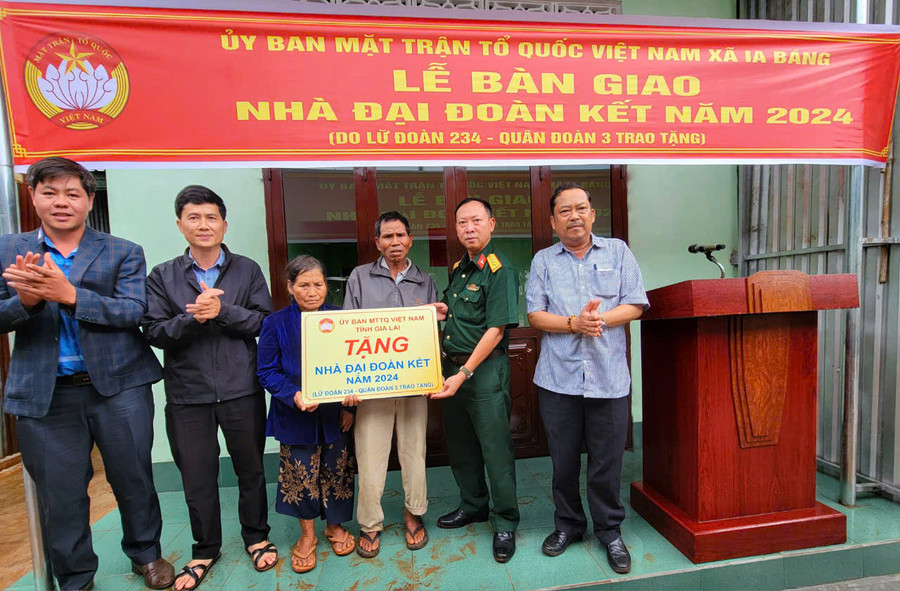 ỦY BAN MẶT TRẬN TỔ QUỐC VIỆT NAM XÃ IA BĂNG
LỄ BÀN GIAO
NHÀ ĐẠI ĐOÀN KẾT NĂM 2024
(DO LỮ ĐOÀN 234 - QUÂN ĐOÀN 3 TRAO TẶNG)
MẶT TRẬN TỔ QUỐC
VIỆT NAM
ỦY BAN MTTQ VIỆT NAM
TỈNH GIA LAI
TẶNG
NHÀ ĐẠI ĐOÀN KẾT
NĂM 2024
(LỮ ĐOÀN 234 - QUÂN ĐOÀN 3 TRAO TẶNG)